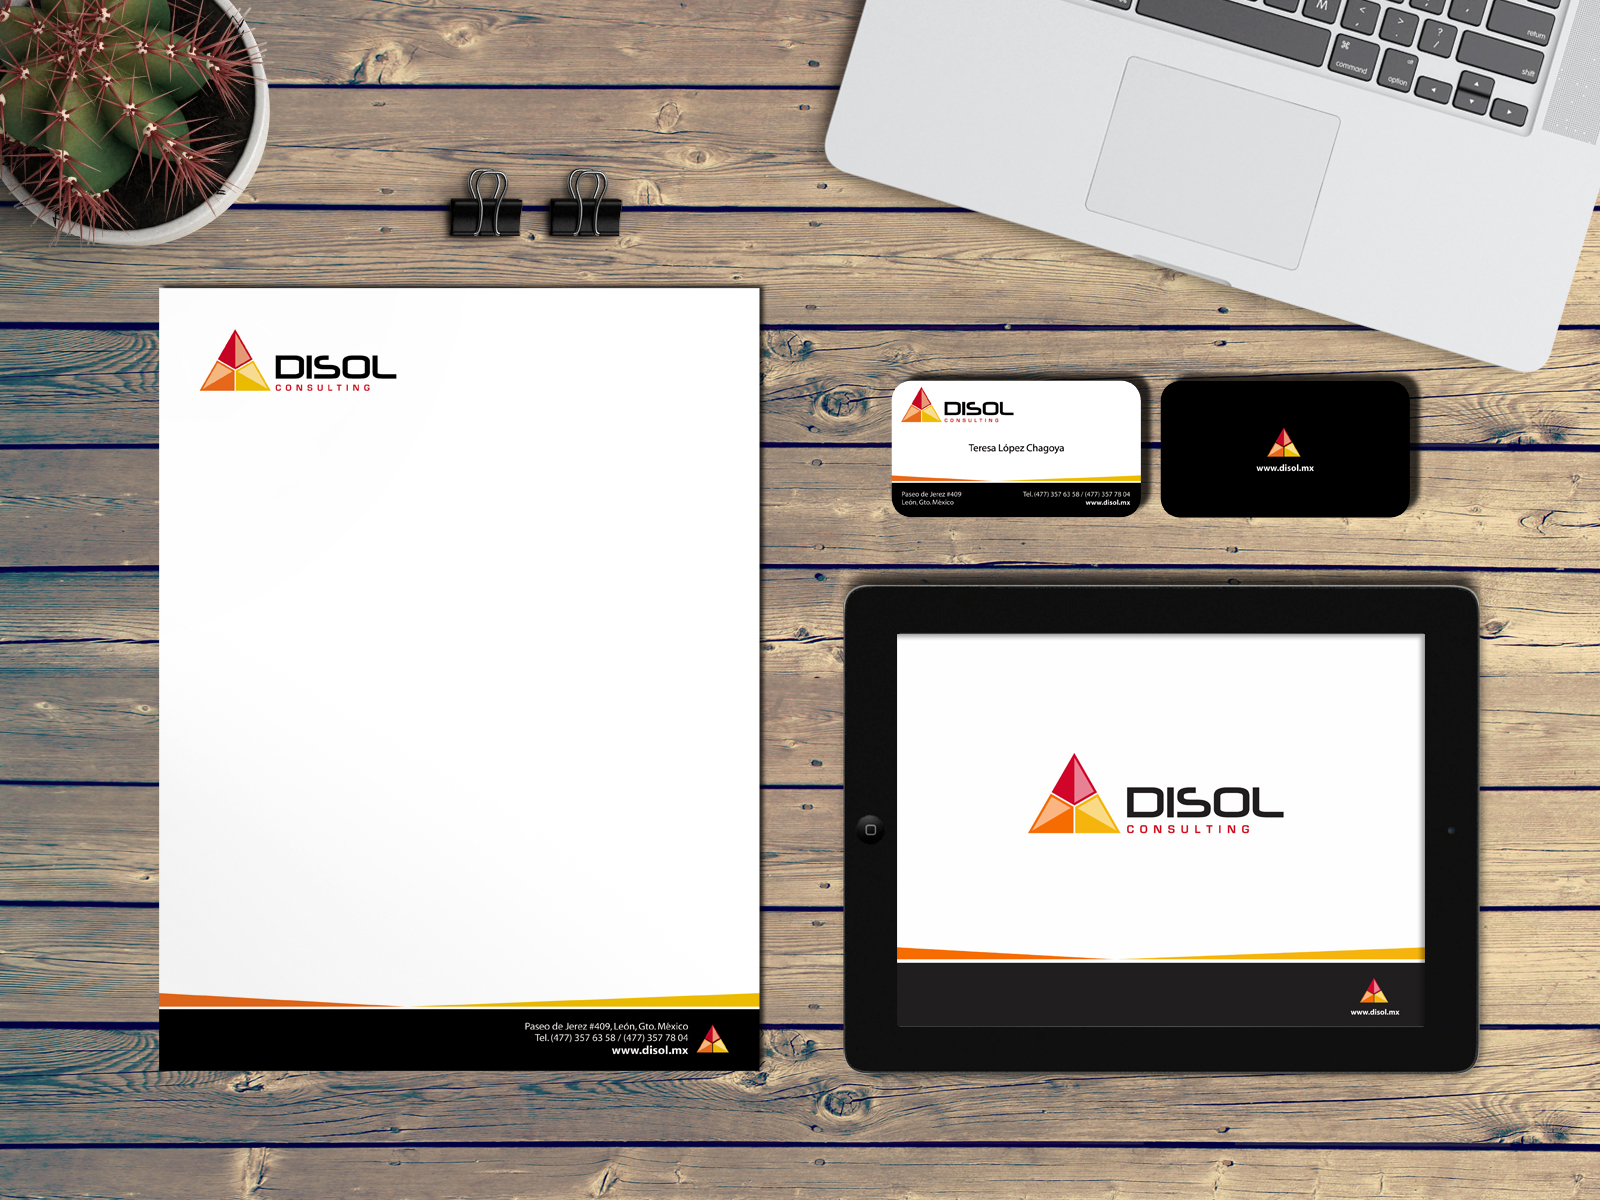 M
<
>
?
/
return
⌘
command
alt
option
shift
DISOL
CONSULTING
DISOL
CONSULTING
Teresa López Chagoya
Paseo de Jerez #409
León, Gto. Mèxico
Tel. (477) 357 63 58 / (477) 357 78 04
www.disol.mx
www.disol.mx
DISOL
CONSULTING
www.disol.mx
Paseo de Jerez #409, León, Gto. Mèxico
Tel. (477) 357 63 58 / (477) 357 78 04
www.disol.mx